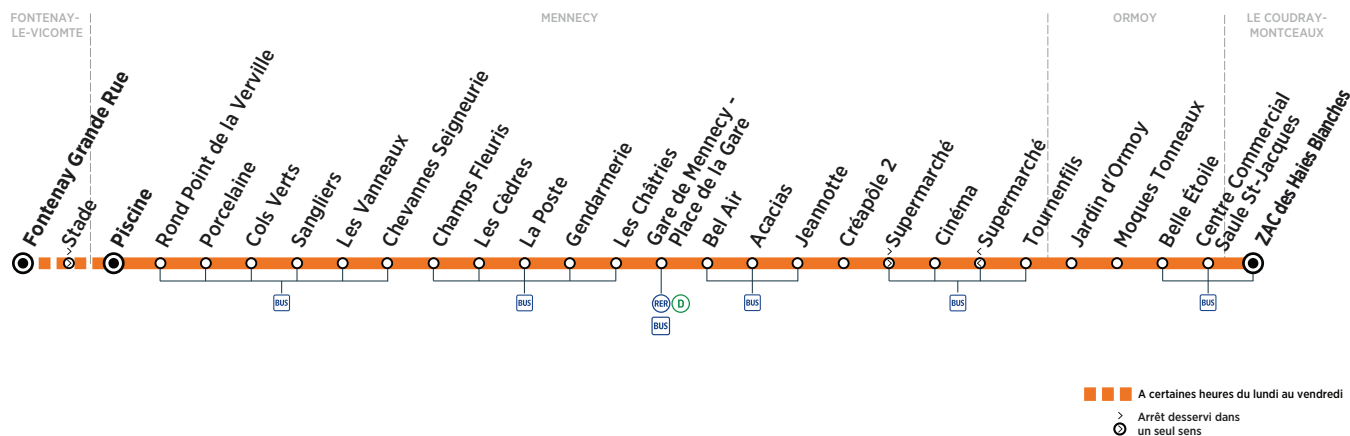 FONTENAY-
LE-VICOMTE
MENNECY
ORMOY
LE COUDRAY-
MONTCEAUX
Fontenay Grande Rue
Stade
Piscine
Rond Point de la Verville
Porcelaine
Cols Verts
Sangliers
Les Vanneaux
Chevannes Seigneurie
Champs Fleuris
Les Cèdres
La Poste
Gendarmerie
Les Châtries
Gare de Mennecy -
Place de la Gare
Bel Air
Acacias
Jeannotte
Créapôle 2
Supermarché
Cinéma
Supermarché
Tournenfils
Jardin d'Ormoy
Moques Tonneaux
Belle Étoile
Centre Commercial
Saule St-Jacques
ZAC des Haies Blanches
BUS
BUS
RER D
BUS
BUS
BUS
BUS
A certaines heures du lundi au vendredi
Arrêt desservi dans
un seul sens